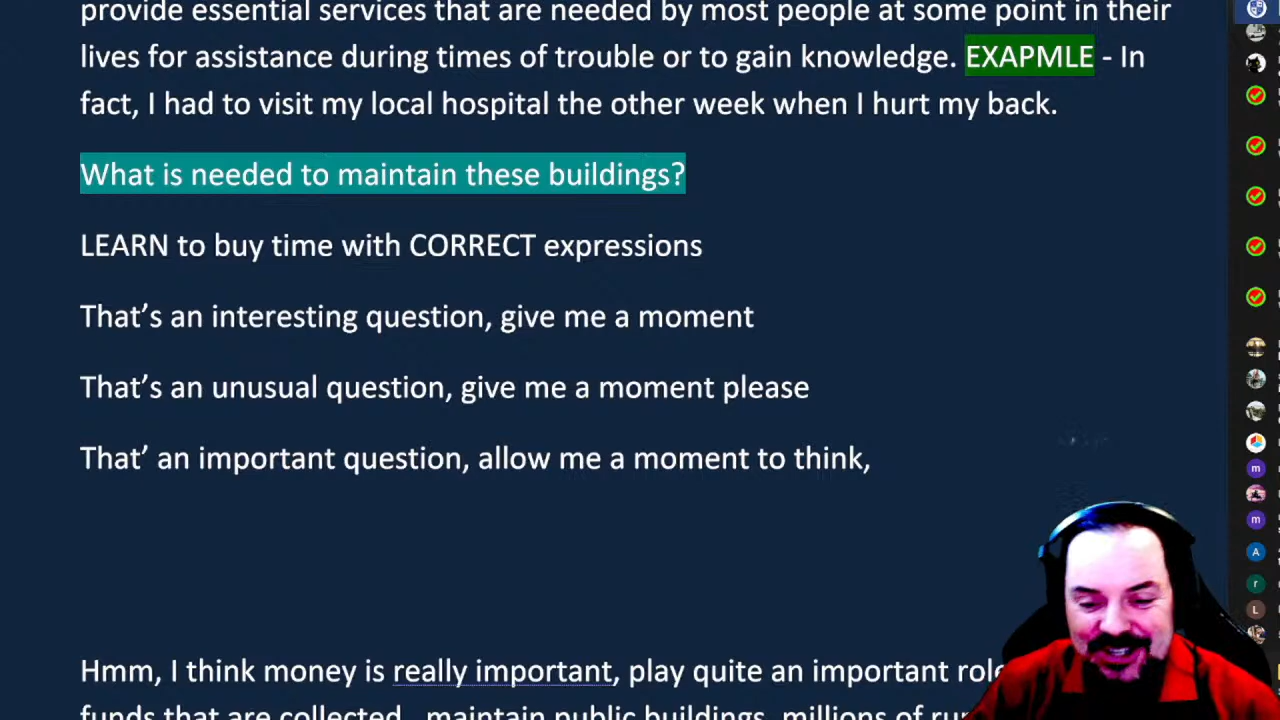 provide essential services that are needed by most people at some point in their
lives for assistance during times of trouble or to gain knowledge. EXAPMLE - In
fact, I had to visit my local hospital the other week when I hurt my back.
What is needed to maintain these buildings?
LEARN to buy time with CORRECT expressions
That's an interesting question, give me a moment
That's an unusual question, give me a moment please
That' an important question, allow me a moment to think,
Hmm, I think money is really important, play quite an important role
funds that are collected, maintain public buildings, millions of
m
m
A
r
L